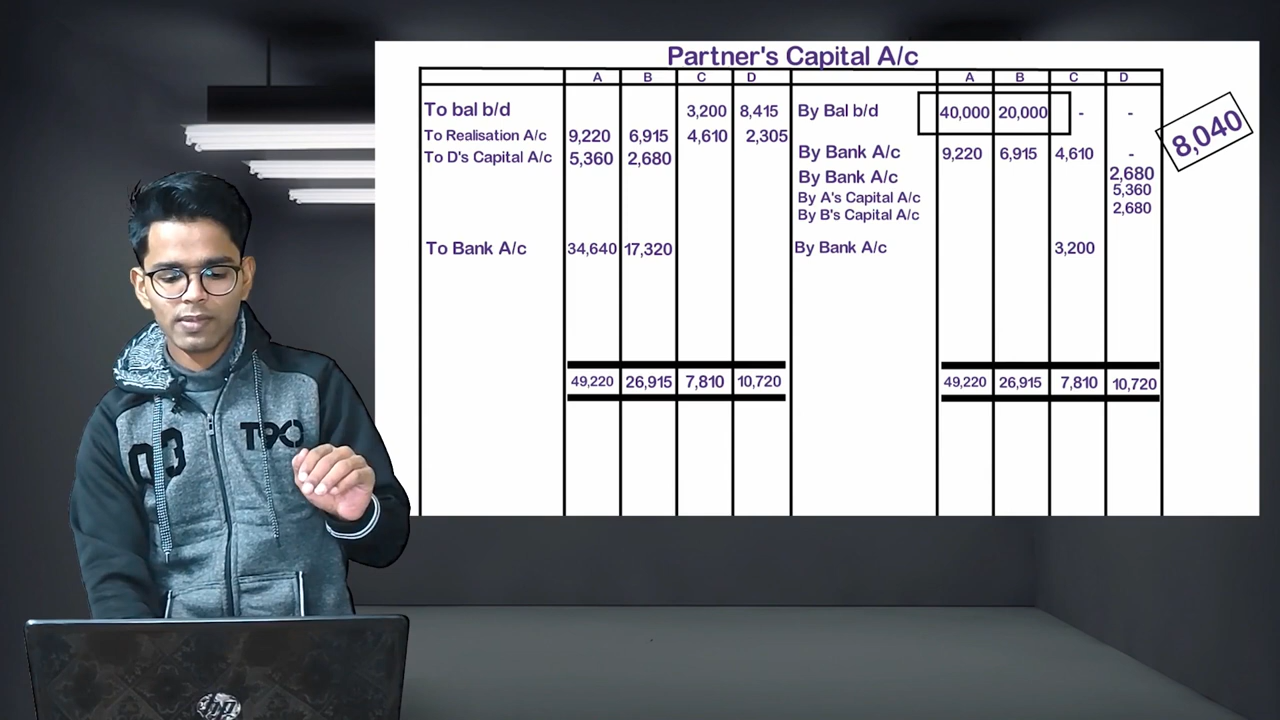 Partner's Capital A/c
A B C D A B C D
To bal b/d 3,200 8,415 By Bal b/d 40,000 20,000 - -
To Realisation A/c 9,220 6,915 4,610 2,305
By Bank A/c 9,220 6,915 4,610 -
To D's Capital A/c 5,360 2,680
By Bank A/c 2,680
By A's Capital A/c 5,360
By B's Capital A/c 2,680
To Bank A/c 34,640 17,320 By Bank A/c 3,200
49,220 26,915 7,810 10,720 49,220 26,915 7,810 10,720
8,040
03 T90
hp